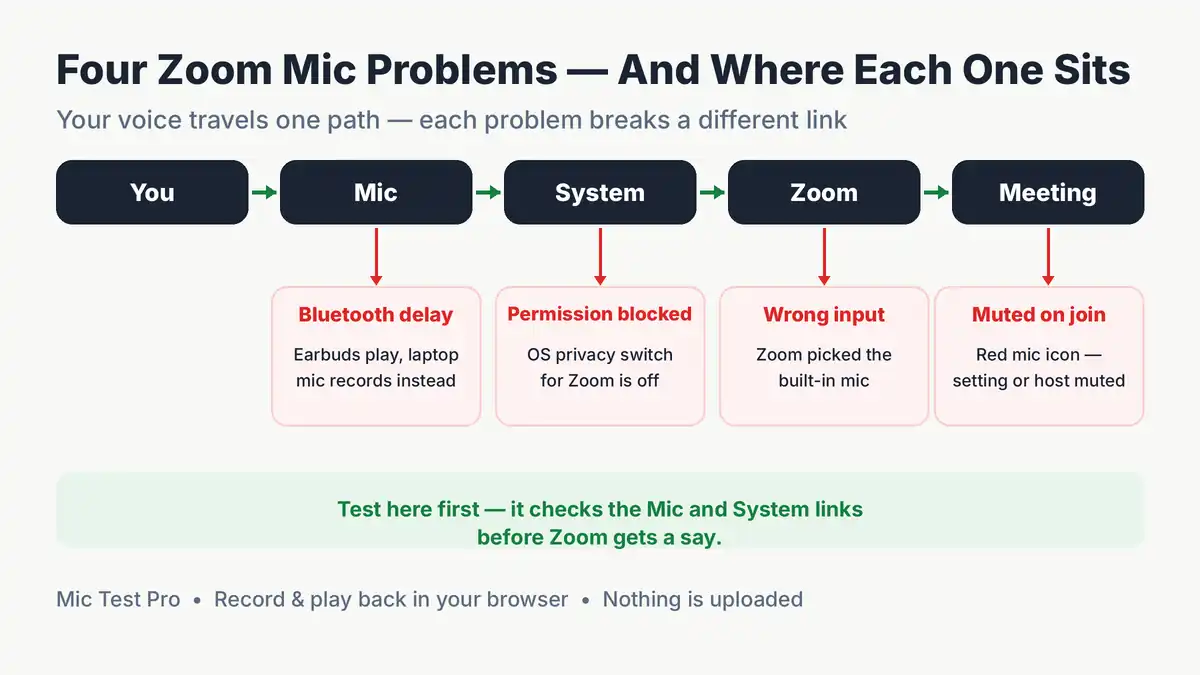 Four Zoom Mic Problems — And Where Each One Sits
Your voice travels one path — each problem breaks a different link
You
Mic
System
Zoom
Meeting
Bluetooth delay
Earbuds play, laptop
mic records instead
Permission blocked
OS privacy switch
for Zoom is off
Wrong input
Zoom picked the
built-in mic
Muted on join
Red mic icon —
setting or host muted
Test here first — it checks the Mic and System links
before Zoom gets a say.
Mic Test Pro • Record & play back in your browser • Nothing is uploaded